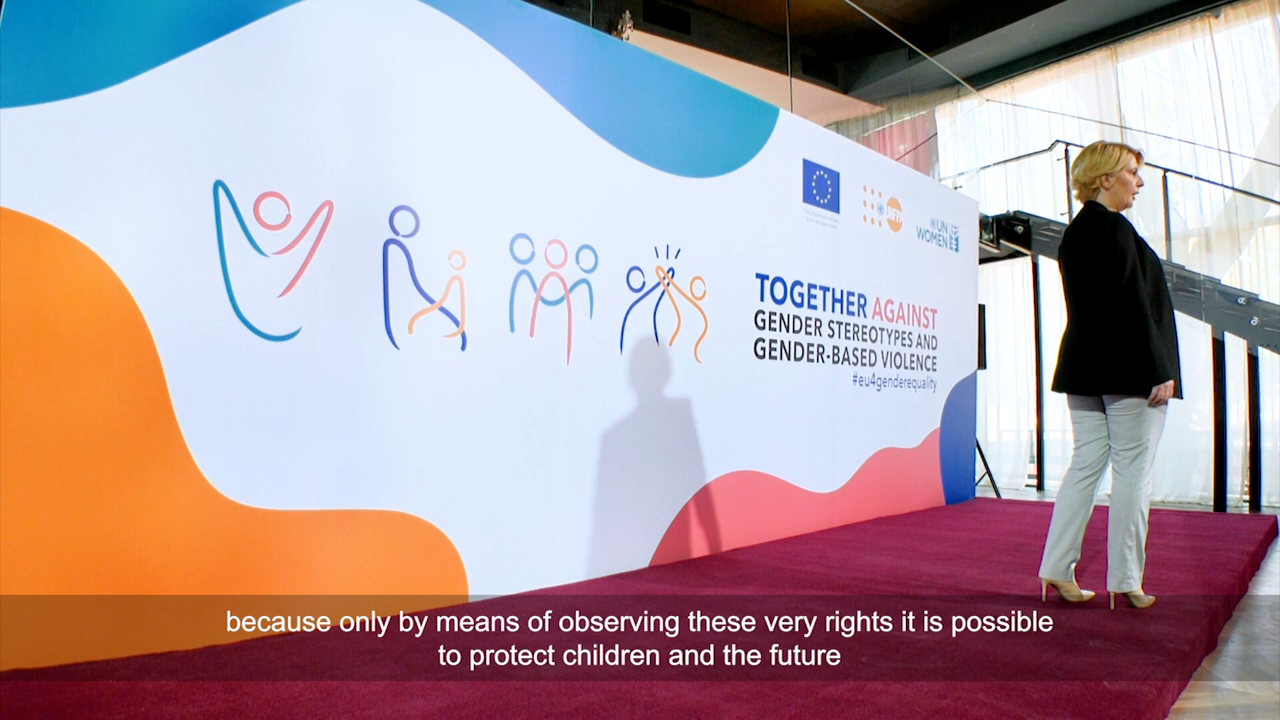 UNFPA
UN
WOMEN
TOGETHER AGAINST
GENDER STEREOTYPES AND
GENDER-BASED VIOLENCE
#eu4genderequality
because only by means of observing these very rights it is possible
to protect children and the future